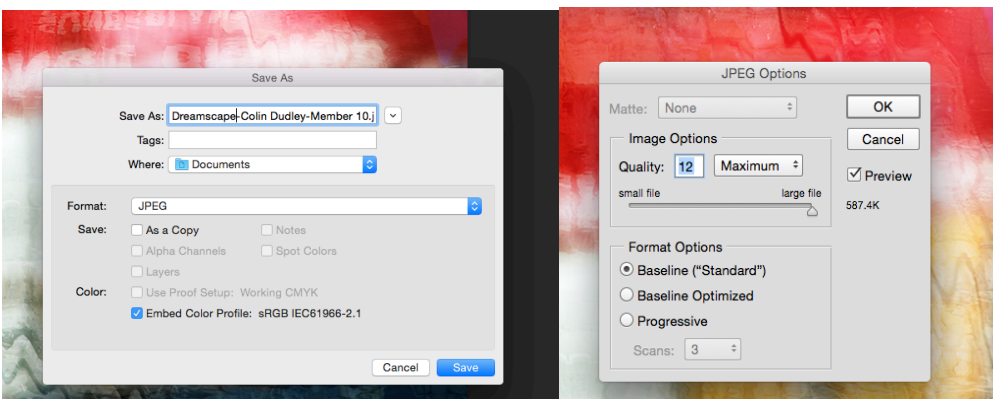 Save As
Save As: Dreamscape-Colin Dudley-Member 10.j
Tags:
Where: Documents
Format: JPEG
Save: As a Copy Notes
Alpha Channels Spot Colors
Layers
Color: Use Proof Setup: Working CMYK
Embed Color Profile: sRGB IEC61966-2.1
Cancel Save
JPEG Options
Matte: None OK
Image Options Cancel
Quality: 12 Maximum Preview
small file large file 587.4K
Format Options
Baseline (“Standard”)
Baseline Optimized
Progressive
Scans: 3